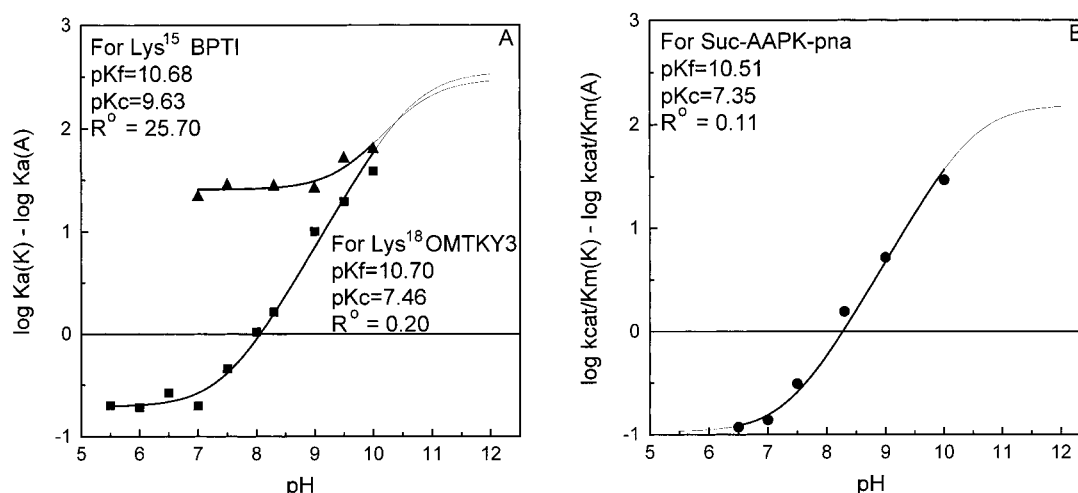 A
For Lys¹⁵ BPTI
pKf=10.68
pKc=9.63
R° = 25.70
For Lys¹⁸ OMTKY3
pKf=10.70
pKc=7.46
R° = 0.20
log Ka(K) - log Ka(A)
3
2
1
0
-1
5 6 7 8 9 10 11 12
pH
B
For Suc-AAPK-pna
pKf=10.51
pKc=7.35
R° = 0.11
log kcat/Km(K) - log kcat/Km(A)
3
2
1
0
-1
5 6 7 8 9 10 11 12
pH